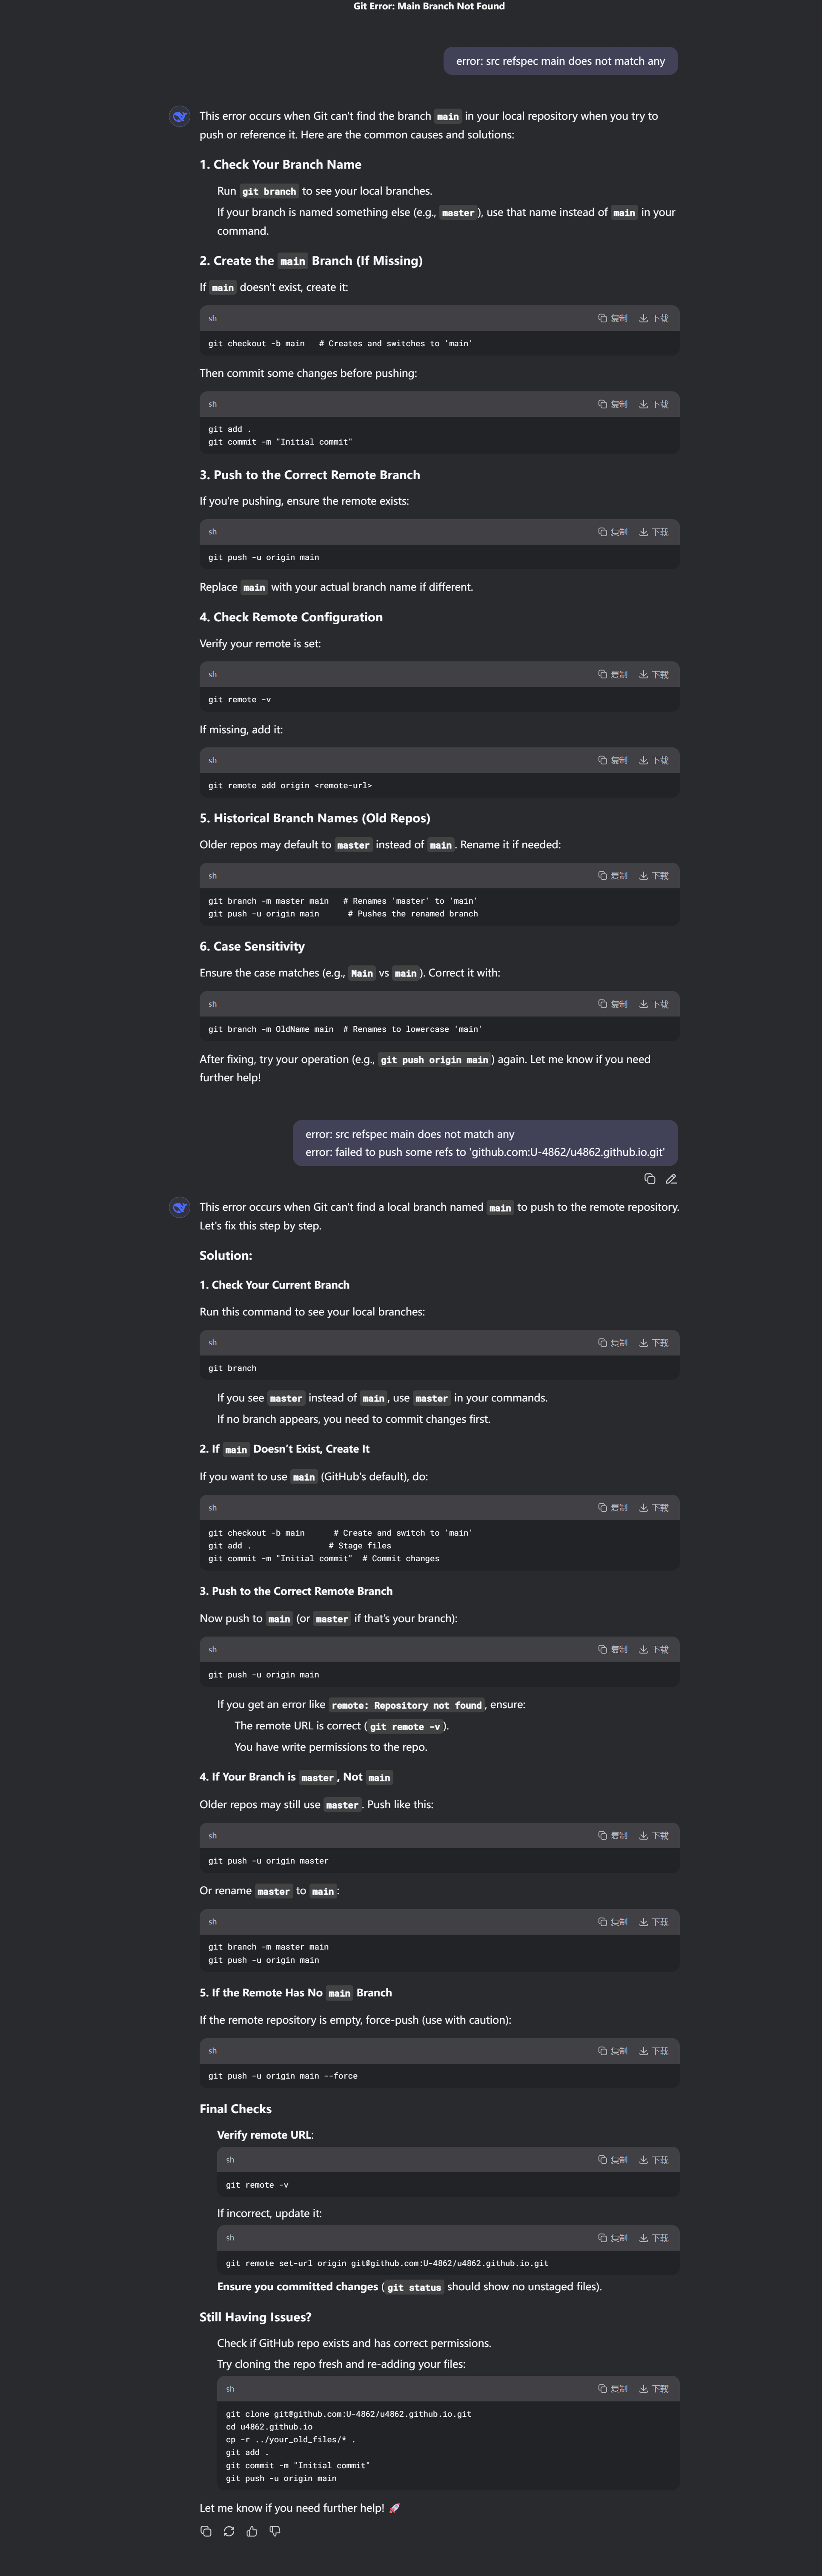 Git Error: Main Branch Not Found
error: src refspec main does not match any
This error occurs when Git can't find the branch main in your local repository when you try to
push or reference it. Here are the common causes and solutions:
1. Check Your Branch Name
Run git branch to see your local branches.
If your branch is named something else (e.g., master), use that name instead of main in your
command.
2. Create the main Branch (If Missing)
If main doesn't exist, create it:
sh 复制 下载
git checkout -b main   # Creates and switches to 'main'
Then commit some changes before pushing:
sh 复制 下载
git add .
git commit -m "Initial commit"
3. Push to the Correct Remote Branch
If you're pushing, ensure the remote exists:
sh 复制 下载
git push -u origin main
Replace main with your actual branch name if different.
4. Check Remote Configuration
Verify your remote is set:
sh 复制 下载
git remote -v
If missing, add it:
sh 复制 下载
git remote add origin <remote-url>
5. Historical Branch Names (Old Repos)
Older repos may default to master instead of main. Rename it if needed:
sh 复制 下载
git branch -m master main   # Renames 'master' to 'main'
git push -u origin main      # Pushes the renamed branch
6. Case Sensitivity
Ensure the case matches (e.g., Main vs main). Correct it with:
sh 复制 下载
git branch -m OldName main  # Renames to lowercase 'main'
After fixing, try your operation (e.g., git push origin main) again. Let me know if you need
further help!
error: src refspec main does not match any
error: failed to push some refs to 'github.com:U-4862/u4862.github.io.git'
This error occurs when Git can't find a local branch named main to push to the remote repository.
Let's fix this step by step.
Solution:
1. Check Your Current Branch
Run this command to see your local branches:
sh 复制 下载
git branch
If you see master instead of main, use master in your commands.
If no branch appears, you need to commit changes first.
2. If main Doesn’t Exist, Create It
If you want to use main (GitHub's default), do:
sh 复制 下载
git checkout -b main      # Create and switch to 'main'
git add .                # Stage files
git commit -m "Initial commit"  # Commit changes
3. Push to the Correct Remote Branch
Now push to main (or master if that’s your branch):
sh 复制 下载
git push -u origin main
If you get an error like remote: Repository not found, ensure:
The remote URL is correct (git remote -v).
You have write permissions to the repo.
4. If Your Branch is master, Not main
Older repos may still use master. Push like this:
sh 复制 下载
git push -u origin master
Or rename master to main:
sh 复制 下载
git branch -m master main
git push -u origin main
5. If the Remote Has No main Branch
If the remote repository is empty, force-push (use with caution):
sh 复制 下载
git push -u origin main --force
Final Checks
Verify remote URL:
sh 复制 下载
git remote -v
If incorrect, update it:
sh 复制 下载
git remote set-url origin git@github.com:U-4862/u4862.github.io.git
Ensure you committed changes (git status should show no unstaged files).
Still Having Issues?
Check if GitHub repo exists and has correct permissions.
Try cloning the repo fresh and re-adding your files:
sh 复制 下载
git clone git@github.com:U-4862/u4862.github.io.git
cd u4862.github.io
cp -r ../your_old_files/* .
git add .
git commit -m "Initial commit"
git push -u origin main
Let me know if you need further help! 🚀